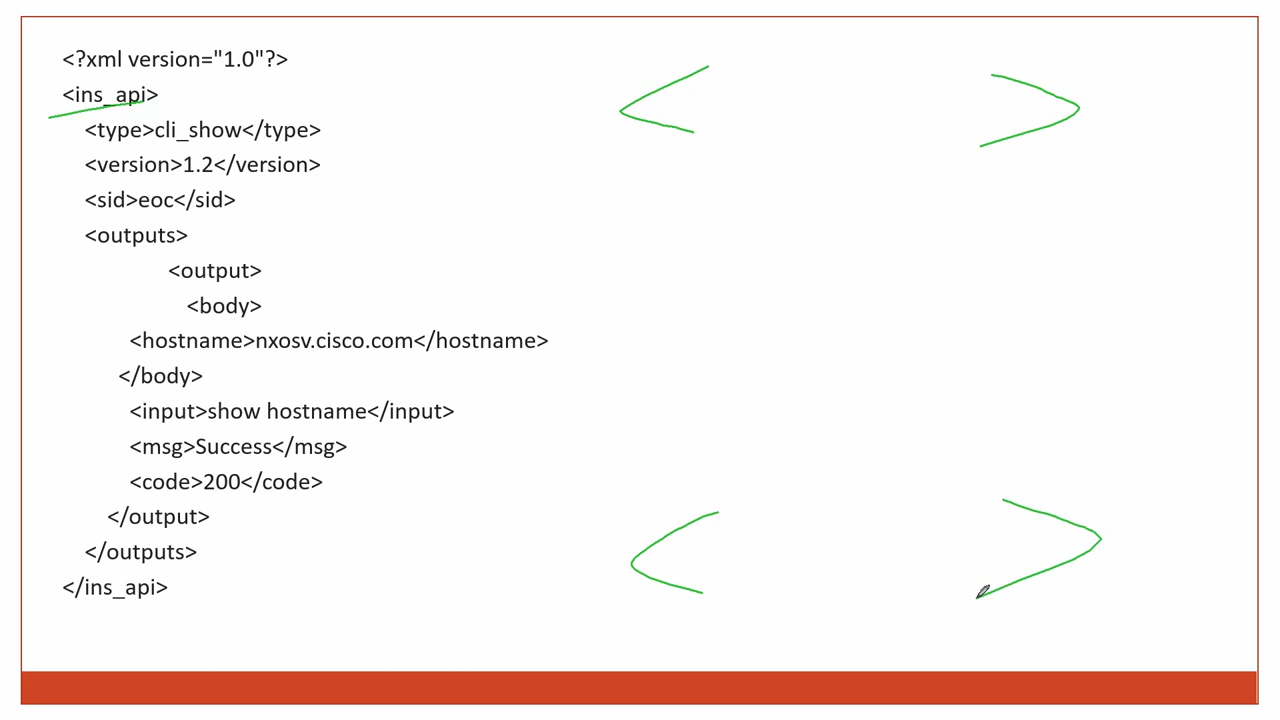 <?xml version="1.0"?>
<ins_api>
<type>cli_show</type>
<version>1.2</version>
<sid>eoc</sid>
<outputs>
<output>
<body>
<hostname>nxosv.cisco.com</hostname>
</body>
<input>show hostname</input>
<msg>Success</msg>
<code>200</code>
</output>
</outputs>
</ins_api>